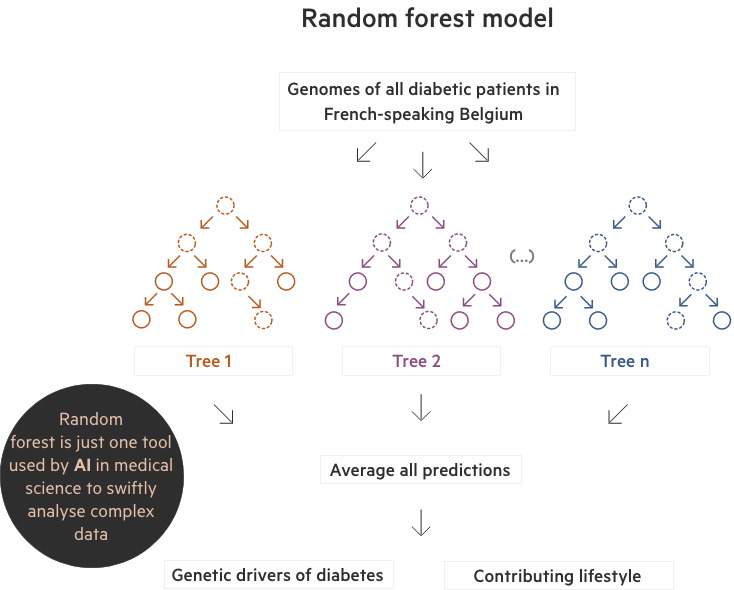 Random forest model
Genomes of all diabetic patients in
French-speaking Belgium
(...)
Tree 1
Tree 2
Tree n
Random
forest is just one tool
used by AI in medical
science to swiftly
analyse complex
data
Average all predictions
Genetic drivers of diabetes
Contributing lifestyle